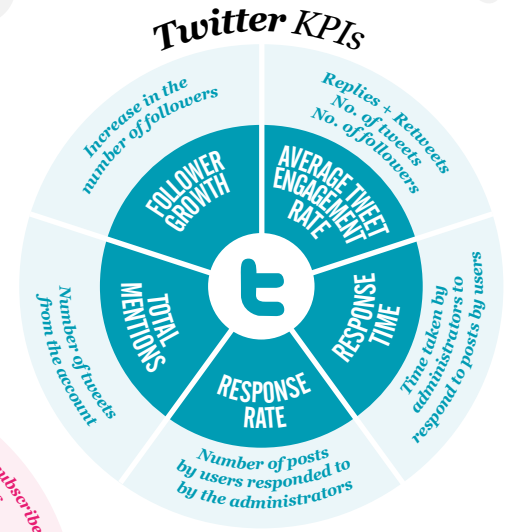 Twitter KPIs
Increase in the
number of followers
FOLLOWER
GROWTH
Replies + Retweets
No. of tweets
No. of followers
AVERAGE TWEET
ENGAGEMENT
RATE
RESPONSE
TIME
Time taken by
administrators to
respond to posts by users
RESPONSE
RATE
Number of posts
by users responded to
by the administrators
TOTAL
MENTIONS
Number of tweets
from the account